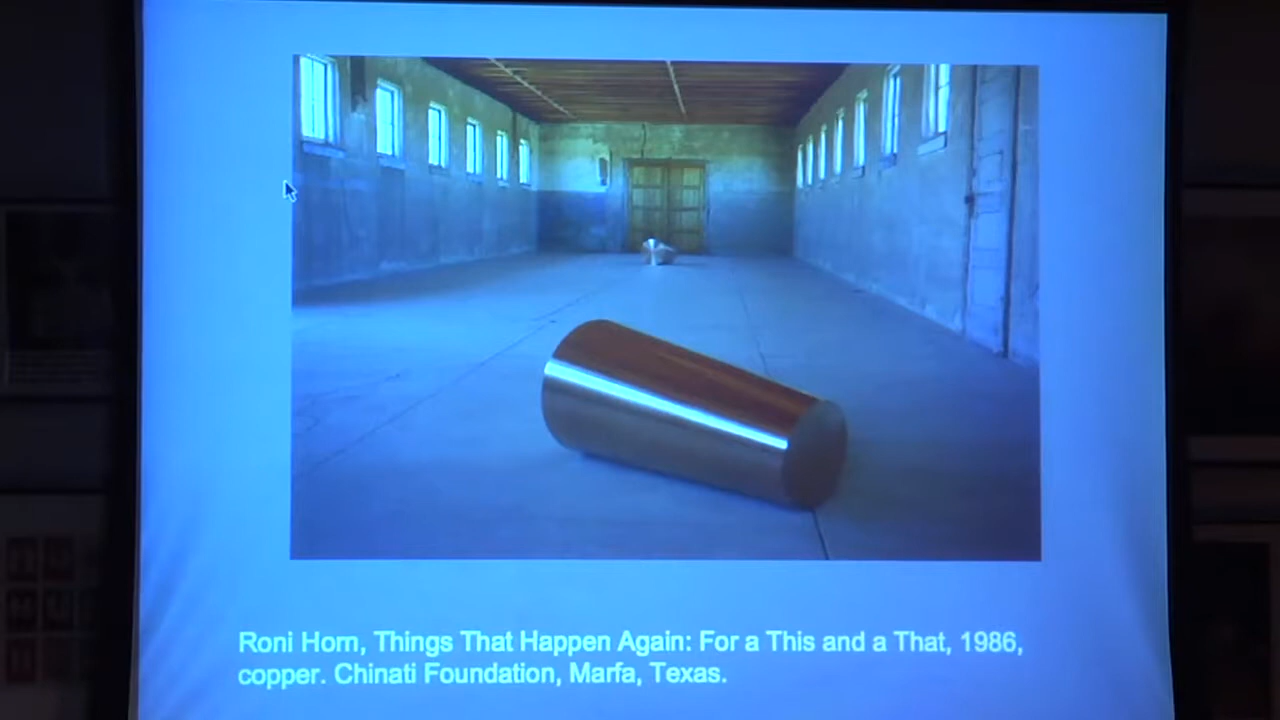 Roni Horn, Things That Happen Again: For a This and a That, 1986,
copper. Chinati Foundation, Marfa, Texas.